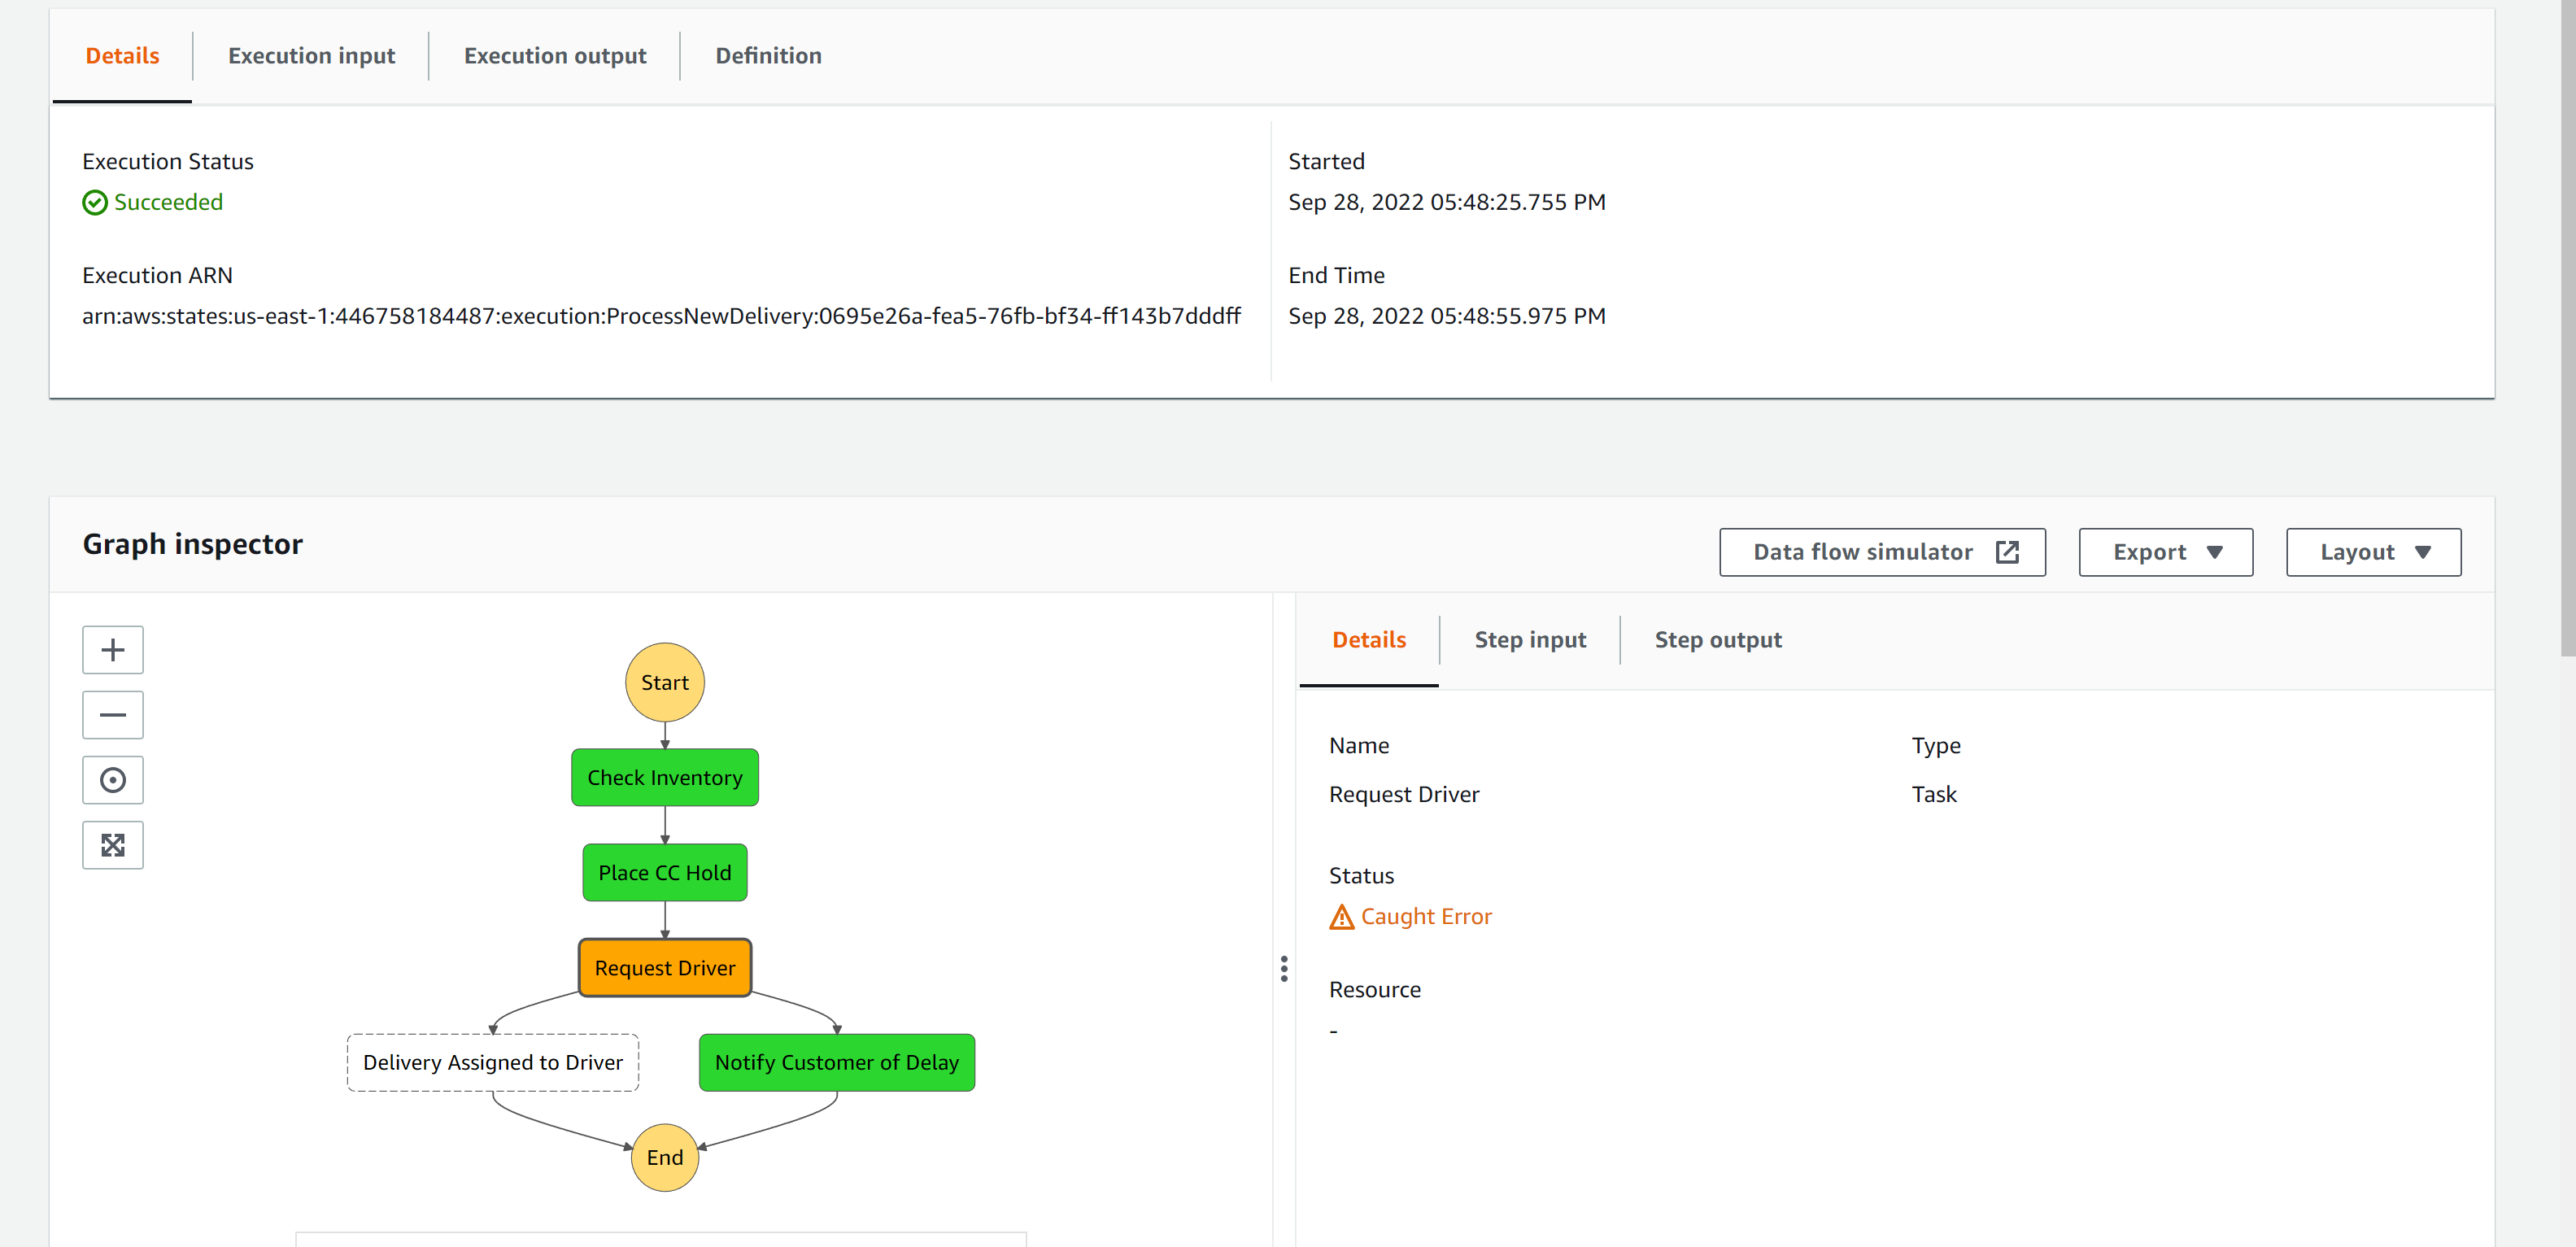 Details
Execution input
Execution output
Definition
Execution Status
Succeeded
Execution ARN
arn:aws:states:us-east-1:446758184487:execution:ProcessNewDelivery:0695e26a-fea5-76fb-bf34-ff143b7dddff
Started
Sep 28, 2022 05:48:25.755 PM
End Time
Sep 28, 2022 05:48:55.975 PM
Graph inspector
Data flow simulator
Export
Layout
Start
Check Inventory
Place CC Hold
Request Driver
Delivery Assigned to Driver
Notify Customer of Delay
End
Details
Step input
Step output
Name
Request Driver
Type
Task
Status
Caught Error
Resource
-